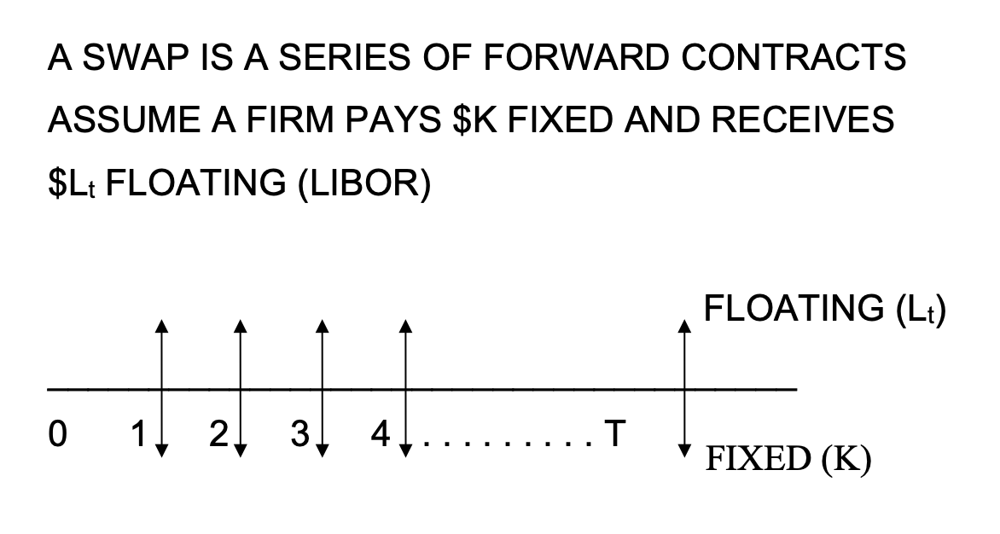 A SWAP IS A SERIES OF FORWARD CONTRACTS
ASSUME A FIRM PAYS $K FIXED AND RECEIVES
$Lt FLOATING (LIBOR)
FLOATING (Lt)
0 1 2 3 4 . . . . . . . . . T
FIXED (K)